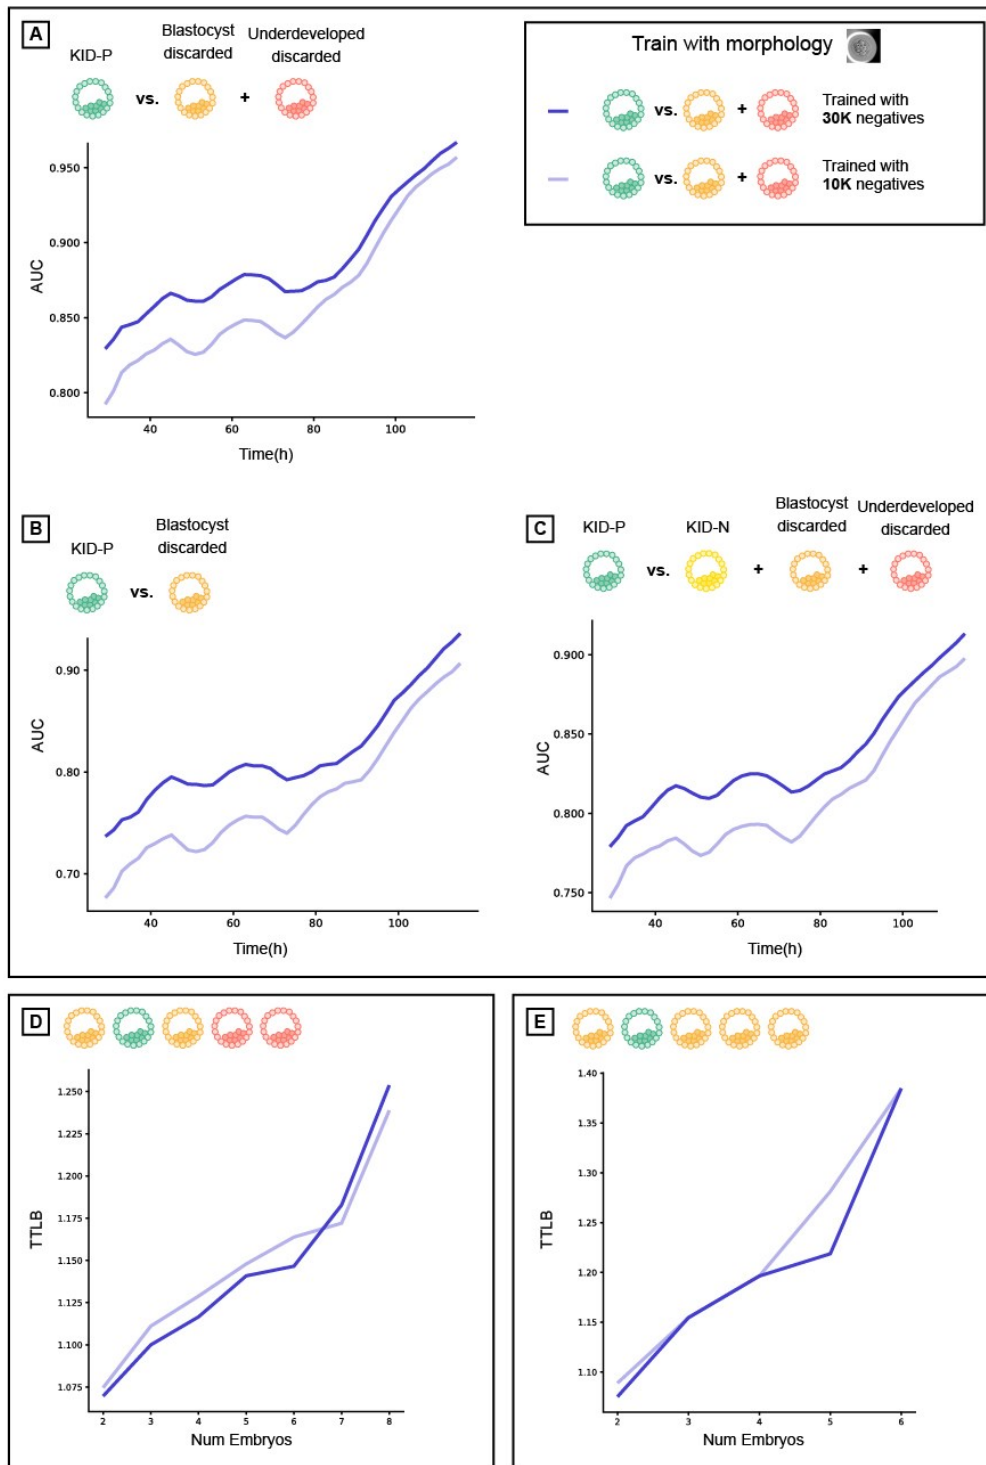 A
KID-P
Blastocyst
discarded
Underdeveloped
discarded
vs.
+
0.950
0.900
0.850
0.800
AUC
40
60
80
100
Time(h)
Train with morphology
vs.
+
Trained with
30K negatives
vs.
+
Trained with
10K negatives
B
KID-P
Blastocyst
discarded
vs.
0.90
0.80
0.70
AUC
40
60
80
100
Time(h)
C
KID-P
KID-N
Blastocyst
discarded
Underdeveloped
discarded
vs.
+
+
0.900
0.850
0.800
0.750
AUC
40
60
80
100
Time(h)
D
1.250
1.225
1.200
1.175
1.150
1.125
1.100
1.075
TTLB
2
3
4
5
6
7
8
Num Embryos
E
1.40
1.35
1.30
1.25
1.20
1.15
1.10
TTLB
2
3
4
5
6
Num Embryos